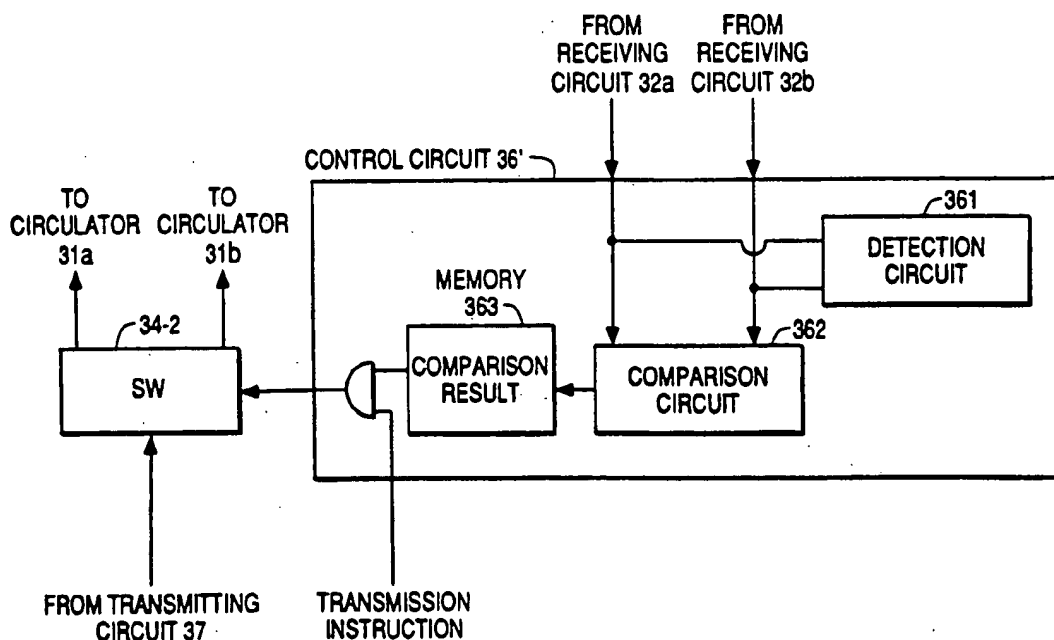 FROM
RECEIVING
CIRCUIT 32a
FROM
RECEIVING
CIRCUIT 32b
CONTROL CIRCUIT 36'
TO
CIRCULATOR
31a
TO
CIRCULATOR
31b
361
DETECTION
CIRCUIT
MEMORY
363
362
34-2
SW
COMPARISON
RESULT
COMPARISON
CIRCUIT
FROM TRANSMITTING
CIRCUIT 37
TRANSMISSION
INSTRUCTION